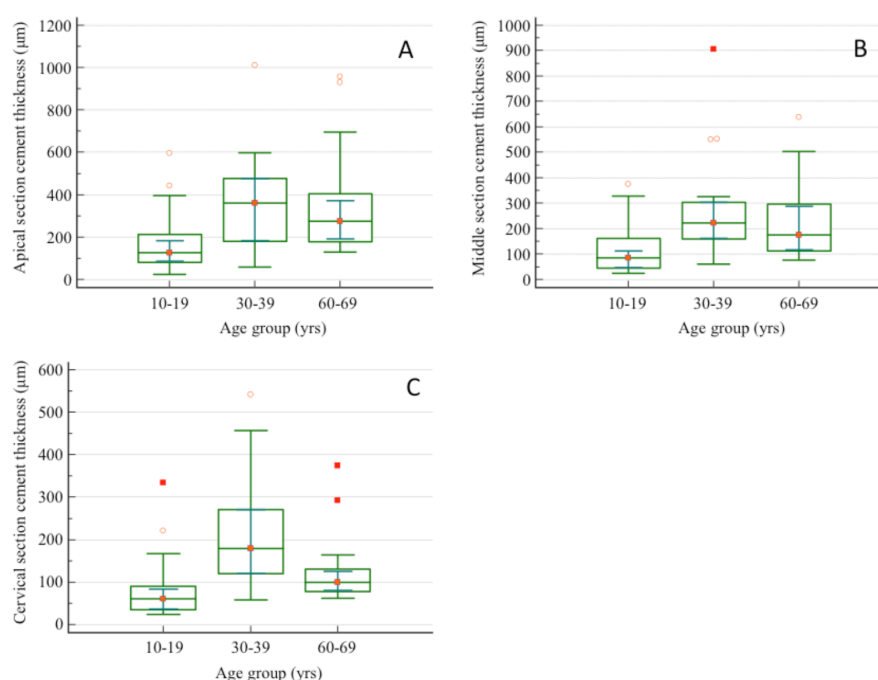 A
Apical section cement thickness (μm)
1200
1000
800
600
400
200
0
10-19 30-39 60-69
Age group (yrs)
B
Middle section cement thickness (μm)
1000
900
800
700
600
500
400
300
200
100
0
10-19 30-39 60-69
Age group (yrs)
C
Cervical section cement thickness (μm)
600
500
400
300
200
100
0
10-19 30-39 60-69
Age group (yrs)